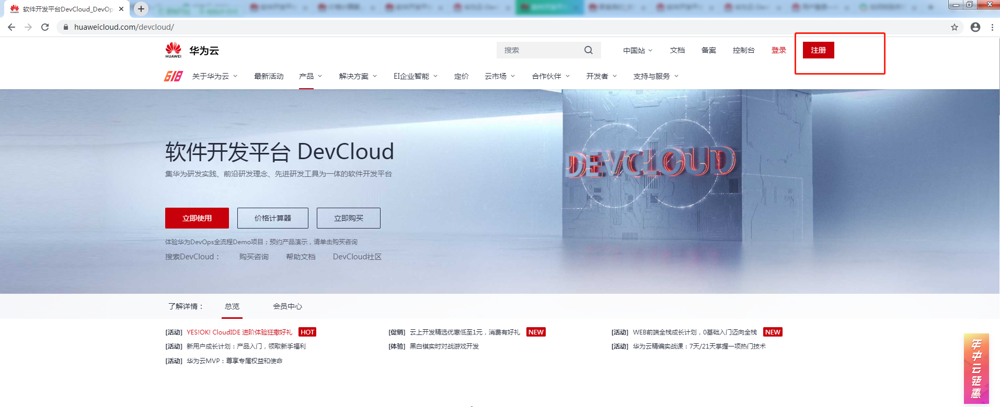 软件开发平台DevCloud_DevOp
huaweicloud.com/devcloud/
HUAWEI 华为云
搜索 中国站 文档 备案 控制台 登录 注册
618 关于华为云 最新活动 产品 解决方案 EI企业智能 定价 云市场 合作伙伴 开发者 支持与服务
软件开发平台 DevCloud
集华为研发实践、前沿研发理念、先进研发工具为一体的软件开发平台
DEVCLOUD
立即使用 价格计算器 立即购买
体验华为DevOps全流程Demo项目；预约产品演示，请单击购买咨询
搜索DevCloud： 购买咨询 帮助文档 DevCloud社区
了解详情： 总览 会员中心
[活动] YES!OK! CloudIDE 进阶体验狂撒好礼 HOT [促销] 云上开发精选优惠低至1元，消费有好礼 NEW [活动] WEB前端全栈成长计划，0基础入门迈向全栈 NEW
[活动] 新用户成长计划：产品入门，领取新手福利 [体验] 黑白棋实时对战游戏开发 [活动] 华为云精编实战课：7天/21天掌握一项热门技术
[活动] 华为云MVP：尊享专属权益和使命
年中云钜惠